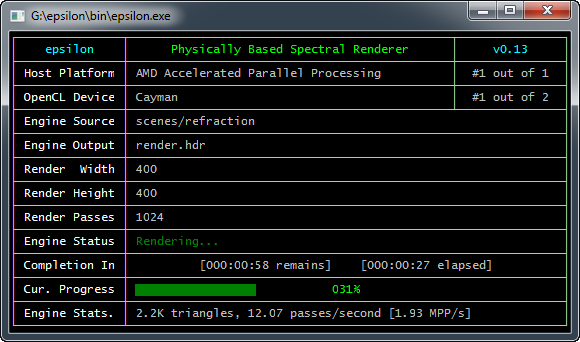 G:\epsilon\bin\epsilon.exe
epsilon Physically Based Spectral Renderer v0.13
Host Platform AMD Accelerated Parallel Processing #1 out of 1
OpenCL Device Cayman #1 out of 2
Engine Source scenes/refraction
Engine Output render.hdr
Render Width 400
Render Height 400
Render Passes 1024
Engine Status Rendering...
Completion In [000:00:58 remains] [000:00:27 elapsed]
Cur. Progress 031%
Engine Stats. 2.2K triangles, 12.07 passes/second [1.93 MPP/s]